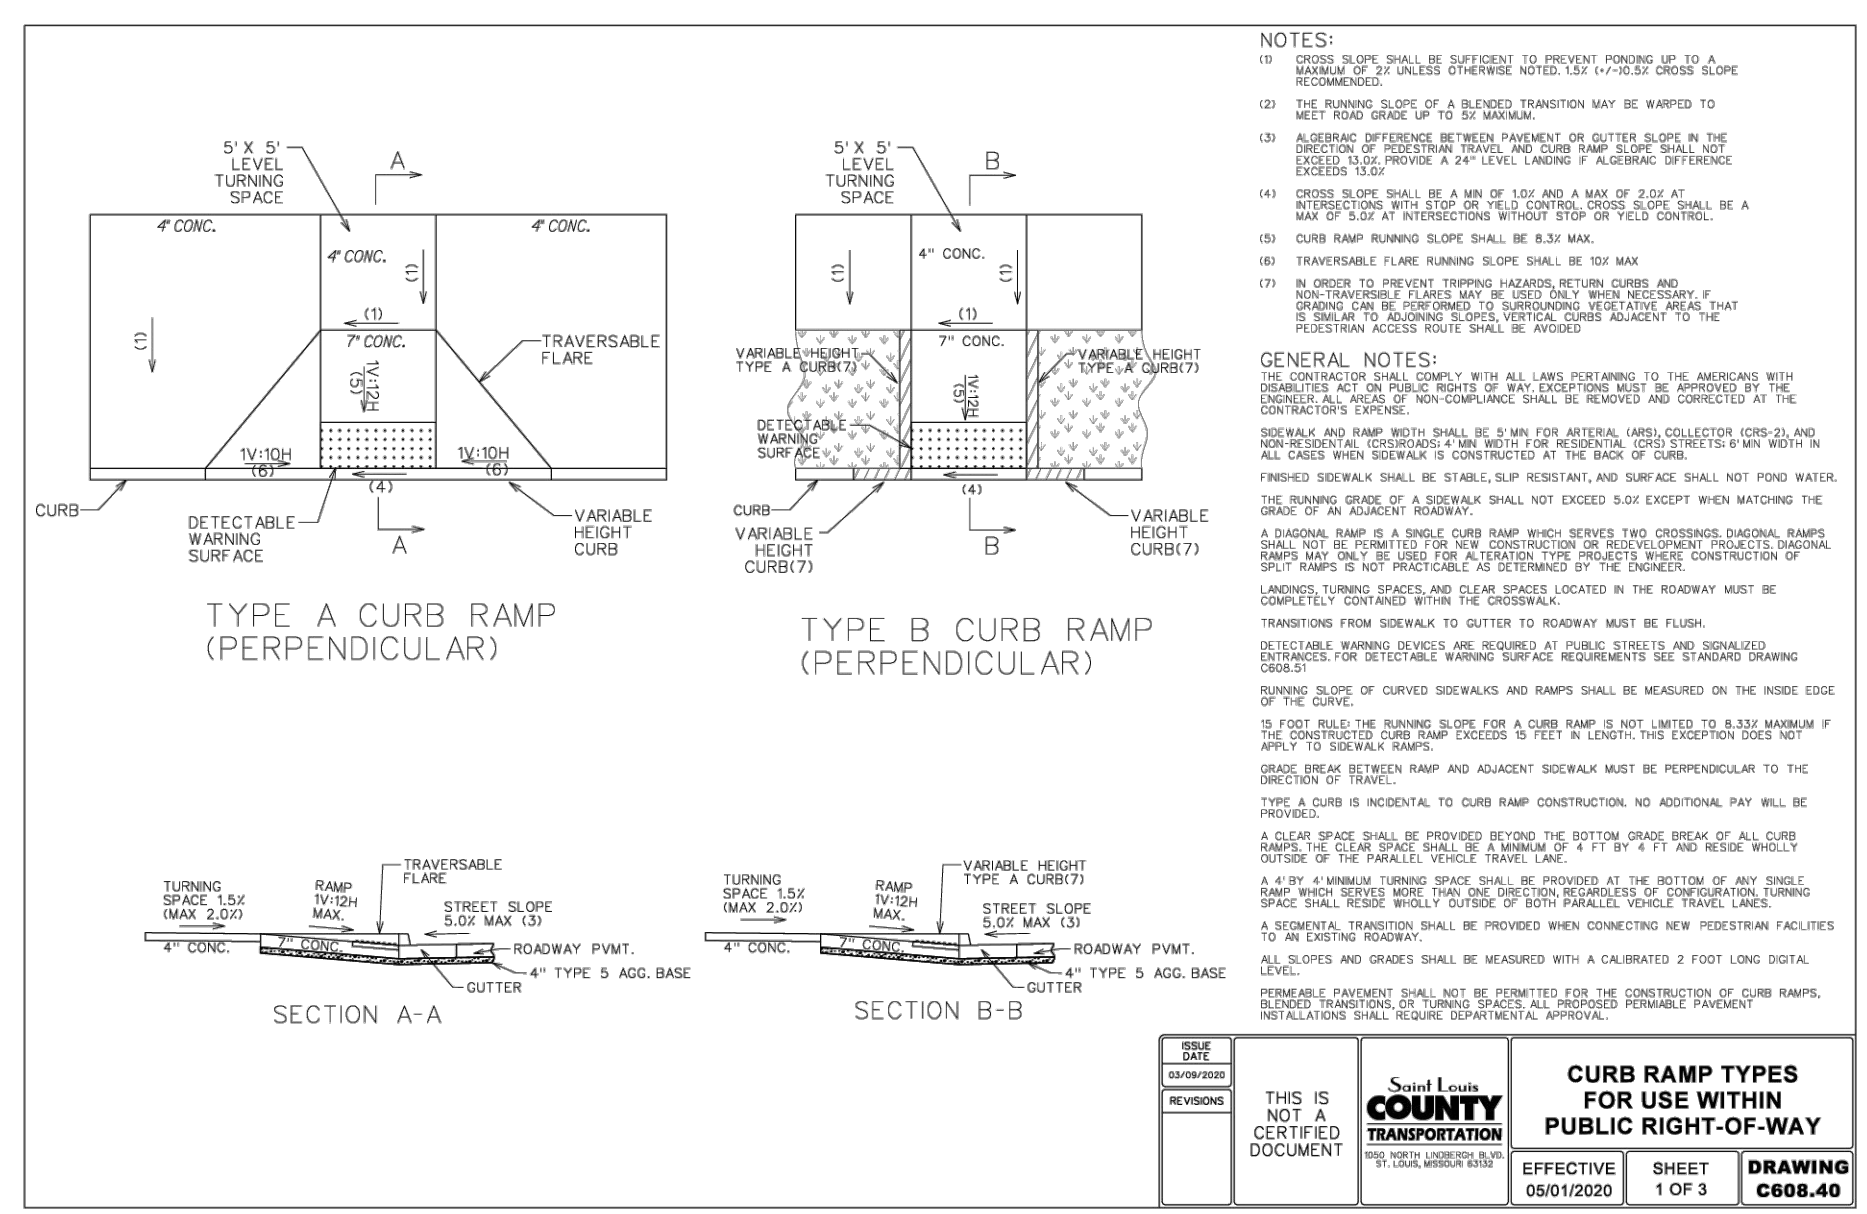 5' X 5'
LEVEL
TURNING
SPACE
A
4" CONC.
4" CONC.
4" CONC.
(1)
(1)
(1)
7" CONC.
1V:12H
(5)
TRAVERSABLE
FLARE
1V:10H
(6)
1V:10H
(6)
(4)
CURB
DETECTABLE
WARNING
SURFACE
A
VARIABLE
HEIGHT
CURB
TYPE A CURB RAMP
(PERPENDICULAR)
5' X 5'
LEVEL
TURNING
SPACE
B
4" CONC.
(1)
(1)
(1)
7" CONC.
VARIABLE HEIGHT
TYPE A CURB(7)
VARIABLE HEIGHT
TYPE A CURB(7)
1V:12H
(5)
DETECTABLE
WARNING
SURFACE
(4)
CURB
VARIABLE
HEIGHT
CURB(7)
B
VARIABLE
HEIGHT
CURB(7)
TYPE B CURB RAMP
(PERPENDICULAR)
TRAVERSABLE
FLARE
TURNING
SPACE 1.5%
(MAX 2.0%)
RAMP
1V:12H
MAX.
STREET SLOPE
5.0% MAX (3)
4" CONC.
7" CONC.
ROADWAY PVMT.
4" TYPE 5 AGG. BASE
GUTTER
SECTION A-A
VARIABLE HEIGHT
TYPE A CURB(7)
TURNING
SPACE 1.5%
(MAX 2.0%)
RAMP
1V:12H
MAX.
STREET SLOPE
5.0% MAX (3)
4" CONC.
7" CONC.
ROADWAY PVMT.
4" TYPE 5 AGG. BASE
GUTTER
SECTION B-B
NOTES:
(1) CROSS SLOPE SHALL BE SUFFICIENT TO PREVENT PONDING UP TO A
MAXIMUM OF 2% UNLESS OTHERWISE NOTED. 1.5% (+/-)0.5% CROSS SLOPE
RECOMMENDED.
(2) THE RUNNING SLOPE OF A BLENDED TRANSITION MAY BE WARPED TO
MEET ROAD GRADE UP TO 5% MAXIMUM.
(3) ALGEBRAIC DIFFERENCE BETWEEN PAVEMENT OR GUTTER SLOPE IN THE
DIRECTION OF PEDESTRIAN TRAVEL AND CURB RAMP SLOPE SHALL NOT
EXCEED 13.0%. PROVIDE A 24" LEVEL LANDING IF ALGEBRAIC DIFFERENCE
EXCEEDS 13.0%
(4) CROSS SLOPE SHALL BE A MIN OF 1.0% AND A MAX OF 2.0% AT
INTERSECTIONS WITH STOP OR YIELD CONTROL. CROSS SLOPE SHALL BE A
MAX OF 5.0% AT INTERSECTIONS WITHOUT STOP OR YIELD CONTROL.
(5) CURB RAMP RUNNING SLOPE SHALL BE 8.3% MAX.
(6) TRAVERSABLE FLARE RUNNING SLOPE SHALL BE 10% MAX
(7) IN ORDER TO PREVENT TRIPPING HAZARDS, RETURN CURBS AND
NON-TRAVERSIBLE FLARES MAY BE USED ONLY WHEN NECESSARY. IF
GRADING CAN BE PERFORMED TO SURROUNDING VEGETATIVE AREAS THAT
IS SIMILAR TO ADJOINING SLOPES, VERTICAL CURBS ADJACENT TO THE
PEDESTRIAN ACCESS ROUTE SHALL BE AVOIDED
GENERAL NOTES:
THE CONTRACTOR SHALL COMPLY WITH ALL LAWS PERTAINING TO THE AMERICANS WITH
DISABILITIES ACT ON PUBLIC RIGHTS OF WAY. EXCEPTIONS MUST BE APPROVED BY THE
ENGINEER. ALL AREAS OF NON-COMPLIANCE SHALL BE REMOVED AND CORRECTED AT THE
CONTRACTOR'S EXPENSE.
SIDEWALK AND RAMP WIDTH SHALL BE 5' MIN FOR ARTERIAL (ARS), COLLECTOR (CRS-2), AND
NON-RESIDENTAL (CRS)ROADS; 4' MIN WIDTH FOR RESIDENTIAL (CRS) STREETS; 6' MIN WIDTH IN
ALL CASES WHEN SIDEWALK IS CONSTRUCTED AT THE BACK OF CURB.
FINISHED SIDEWALK SHALL BE STABLE, SLIP RESISTANT, AND SURFACE SHALL NOT POND WATER.
THE RUNNING GRADE OF A SIDEWALK SHALL NOT EXCEED 5.0% EXCEPT WHEN MATCHING THE
GRADE OF AN ADJACENT ROADWAY.
A DIAGONAL RAMP IS A SINGLE CURB RAMP WHICH SERVES TWO CROSSINGS. DIAGONAL RAMPS
SHALL NOT BE PERMITTED FOR NEW CONSTRUCTION OR REDEVELOPMENT PROJECTS. DIAGONAL
RAMPS MAY ONLY BE USED FOR ALTERATION TYPE PROJECTS WHERE CONSTRUCTION OF
SPLIT RAMPS IS NOT PRACTICABLE AS DETERMINED BY THE ENGINEER.
LANDINGS, TURNING SPACES, AND CLEAR SPACES LOCATED IN THE ROADWAY MUST BE
COMPLETELY CONTAINED WITHIN THE CROSSWALK.
TRANSITIONS FROM SIDEWALK TO GUTTER TO ROADWAY MUST BE FLUSH.
DETECTABLE WARNING DEVICES ARE REQUIRED AT PUBLIC STREETS AND SIGNALIZED
ENTRANCES. FOR DETECTABLE WARNING SURFACE REQUIREMENTS SEE STANDARD DRAWING
C608.51
RUNNING SLOPE OF CURVED SIDEWALKS AND RAMPS SHALL BE MEASURED ON THE INSIDE EDGE
OF THE CURVE.
15 FOOT RULE: THE RUNNING SLOPE FOR A CURB RAMP IS NOT LIMITED TO 8.33% MAXIMUM IF
THE CONSTRUCTED CURB RAMP EXCEEDS 15 FEET IN LENGTH. THIS EXCEPTION DOES NOT
APPLY TO SIDEWALK RAMPS.
GRADE BREAK BETWEEN RAMP AND ADJACENT SIDEWALK MUST BE PERPENDICULAR TO THE
DIRECTION OF TRAVEL.
TYPE A CURB IS INCIDENTAL TO CURB RAMP CONSTRUCTION. NO ADDITIONAL PAY WILL BE
PROVIDED.
A CLEAR SPACE SHALL BE PROVIDED BEYOND THE BOTTOM GRADE BREAK OF ALL CURB
RAMPS. THE CLEAR SPACE SHALL BE A MINIMUM OF 4 FT BY 4 FT AND RESIDE WHOLLY
OUTSIDE OF THE PARALLEL VEHICLE TRAVEL LANE.
A 4' BY 4' MINIMUM TURNING SPACE SHALL BE PROVIDED AT THE BOTTOM OF ANY SINGLE
RAMP WHICH SERVES MORE THAN ONE DIRECTION, REGARDLESS OF CONFIGURATION. TURNING
SPACE SHALL RESIDE WHOLLY OUTSIDE OF BOTH PARALLEL VEHICLE TRAVEL LANES.
A SEGMENTAL TRANSITION SHALL BE PROVIDED WHEN CONNECTING NEW PEDESTRIAN FACILITIES
TO AN EXISTING ROADWAY.
ALL SLOPES AND GRADES SHALL BE MEASURED WITH A CALIBRATED 2 FOOT LONG DIGITAL
LEVEL.
PERMEABLE PAVEMENT SHALL NOT BE PERMITTED FOR THE CONSTRUCTION OF CURB RAMPS,
BLENDED TRANSITIONS, OR TURNING SPACES. ALL PROPOSED PERMIABLE PAVEMENT
INSTALLATIONS SHALL REQUIRE DEPARTMENTAL APPROVAL.
ISSUE
DATE
03/09/2020
REVISIONS
THIS IS
NOT A
CERTIFIED
DOCUMENT
Saint Louis
COUNTY
TRANSPORTATION
1050 NORTH LINDBERGH BLVD.
ST. LOUIS, MISSOURI 63132
CURB RAMP TYPES
FOR USE WITHIN
PUBLIC RIGHT-OF-WAY
EFFECTIVE
05/01/2020
SHEET
1 OF 3
DRAWING
C608.40